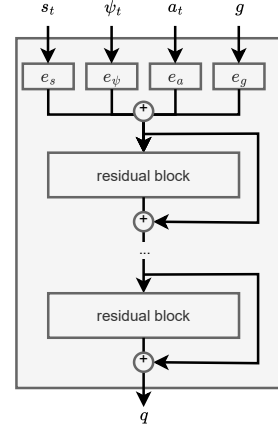 s_t ψ_t a_t g
e_s e_ψ e_a e_g
+
residual block
+
...
residual block
+
q